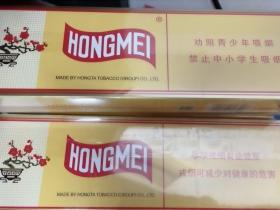 HONGMEI
®
MADE BY HONGTA TOBACCO (GROUP) CO., LTD.
劝阻青少年吸烟
禁止中小学生吸烟
HONGMEI
MADE BY HONGTA TOBACCO (GROUP) CO., LTD.
戒烟可减少对健康的危害